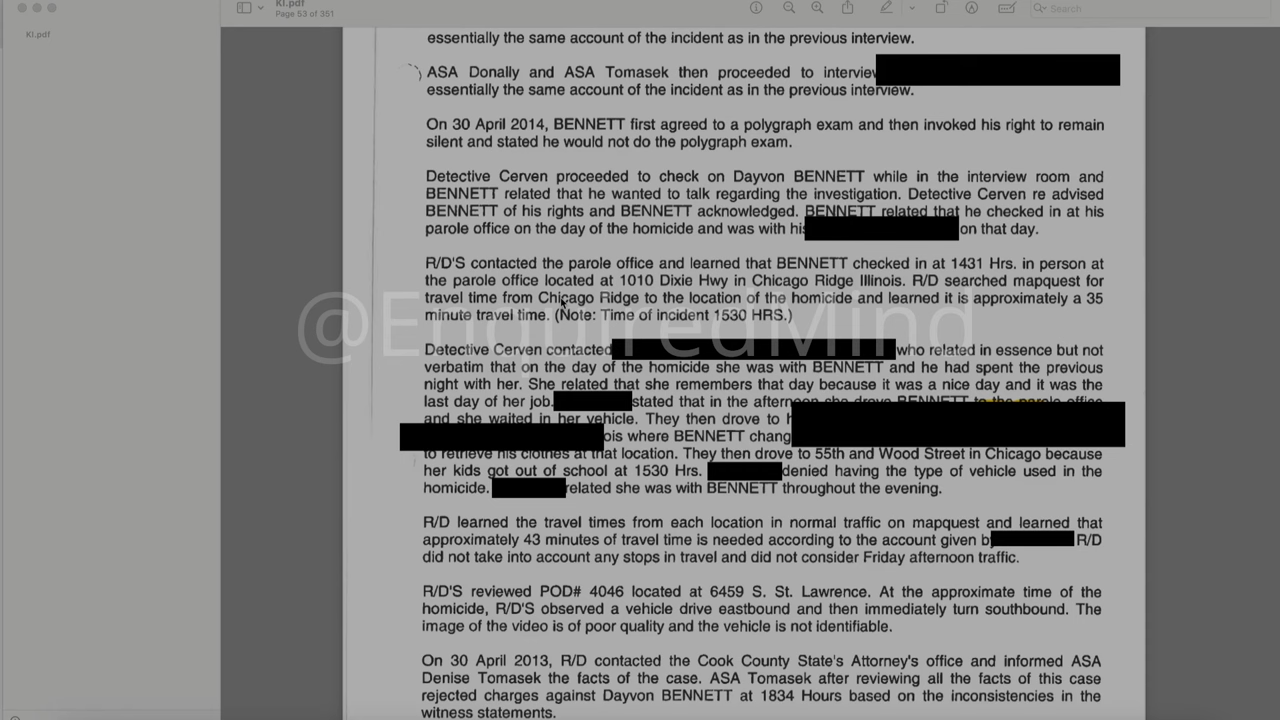 KI.pdf
Page 53 of 351
Search
KI.pdf
essentially the same account of the incident as in the previous interview.
ASA Donally and ASA Tomasek then proceeded to interview
essentially the same account of the incident as in the previous interview.
On 30 April 2014, BENNETT first agreed to a polygraph exam and then invoked his right to remain
silent and stated he would not do the polygraph exam.
Detective Cerven proceeded to check on Dayvon BENNETT while in the interview room and
BENNETT related that he wanted to talk regarding the investigation. Detective Cerven re advised
BENNETT of his rights and BENNETT acknowledged. BENNETT related that he checked in at his
parole office on the day of the homicide and was with his on that day.
R/D'S contacted the parole office and learned that BENNETT checked in at 1431 Hrs. in person at
the parole office located at 1010 Dixie Hwy in Chicago Ridge Illinois. R/D searched mapquest for
travel time from Chicago Ridge to the location of the homicide and learned it is approximately a 35
minute travel time. (Note: Time of incident 1530 HRS.)
@EnquiredMind
Detective Cerven contacted who related in essence but not
verbatim that on the day of the homicide she was with BENNETT and he had spent the previous
night with her. She related that she remembers that day because it was a nice day and it was the
last day of her job. stated that in the afternoon she drove BENNETT to the parole office
and she waited in her vehicle. They then drove to
ois where BENNETT chang
to retrieve his clothes at that location. They then drove to 55th and Wood Street in Chicago because
her kids got out of school at 1530 Hrs. denied having the type of vehicle used in the
homicide. related she was with BENNETT throughout the evening.
R/D learned the travel times from each location in normal traffic on mapquest and learned that
approximately 43 minutes of travel time is needed according to the account given by R/D
did not take into account any stops in travel and did not consider Friday afternoon traffic.
R/D'S reviewed POD# 4046 located at 6459 S. St. Lawrence. At the approximate time of the
homicide, R/D'S observed a vehicle drive eastbound and then immediately turn southbound. The
image of the video is of poor quality and the vehicle is not identifiable.
On 30 April 2013, R/D contacted the Cook County State's Attorney's office and informed ASA
Denise Tomasek the facts of the case. ASA Tomasek after reviewing all the facts of this case
rejected charges against Dayvon BENNETT at 1834 Hours based on the inconsistencies in the
witness statements.